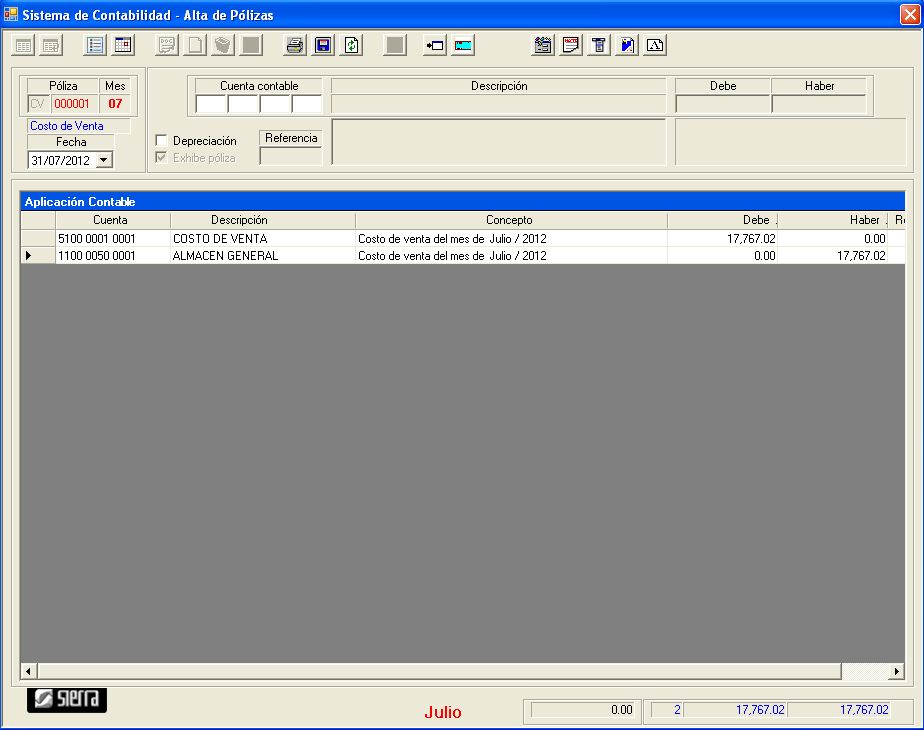 Sistema de Contabilidad - Alta de Pólizas
Póliza Mes
CV 000001 07
Costo de Venta
Fecha
31/07/2012
Cuenta contable Descripción Debe Haber
Depreciación
Exhibe póliza
Referencia
Aplicación Contable
Cuenta Descripción Concepto Debe . Haber .
5100 0001 0001 COSTO DE VENTA Costo de venta del mes de Julio / 2012 17,767.02 0.00
1100 0050 0001 ALMACEN GENERAL Costo de venta del mes de Julio / 2012 0.00 17,767.02
sierra
Julio
0.00 2 17,767.02 17,767.02